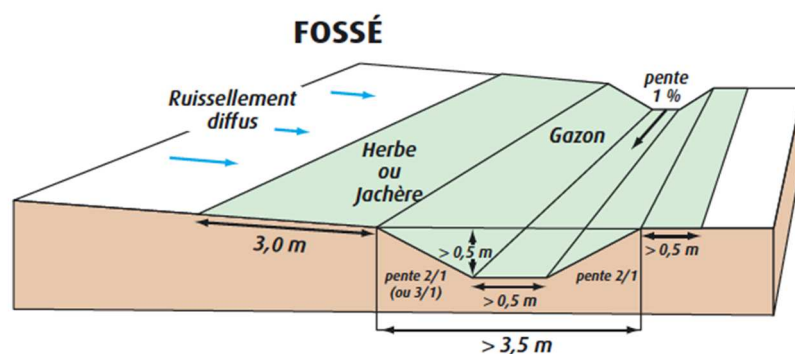 FOSSÉ
Ruissellement
diffus
pente
1 %
Herbe
ou
Jachère
Gazon
3,0 m
> 0,5 m
pente 2/1
(ou 3/1)
> 0,5 m
pente 2/1
> 0,5 m
> 3,5 m